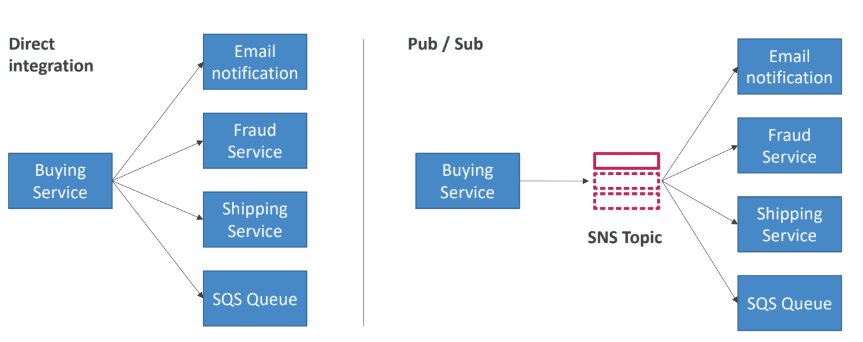 Direct
integration
Email
notification
Fraud
Service
Buying
Service
Shipping
Service
SQS Queue
Pub / Sub
Buying
Service
SNS Topic
Email
notification
Fraud
Service
Shipping
Service
SQS Queue